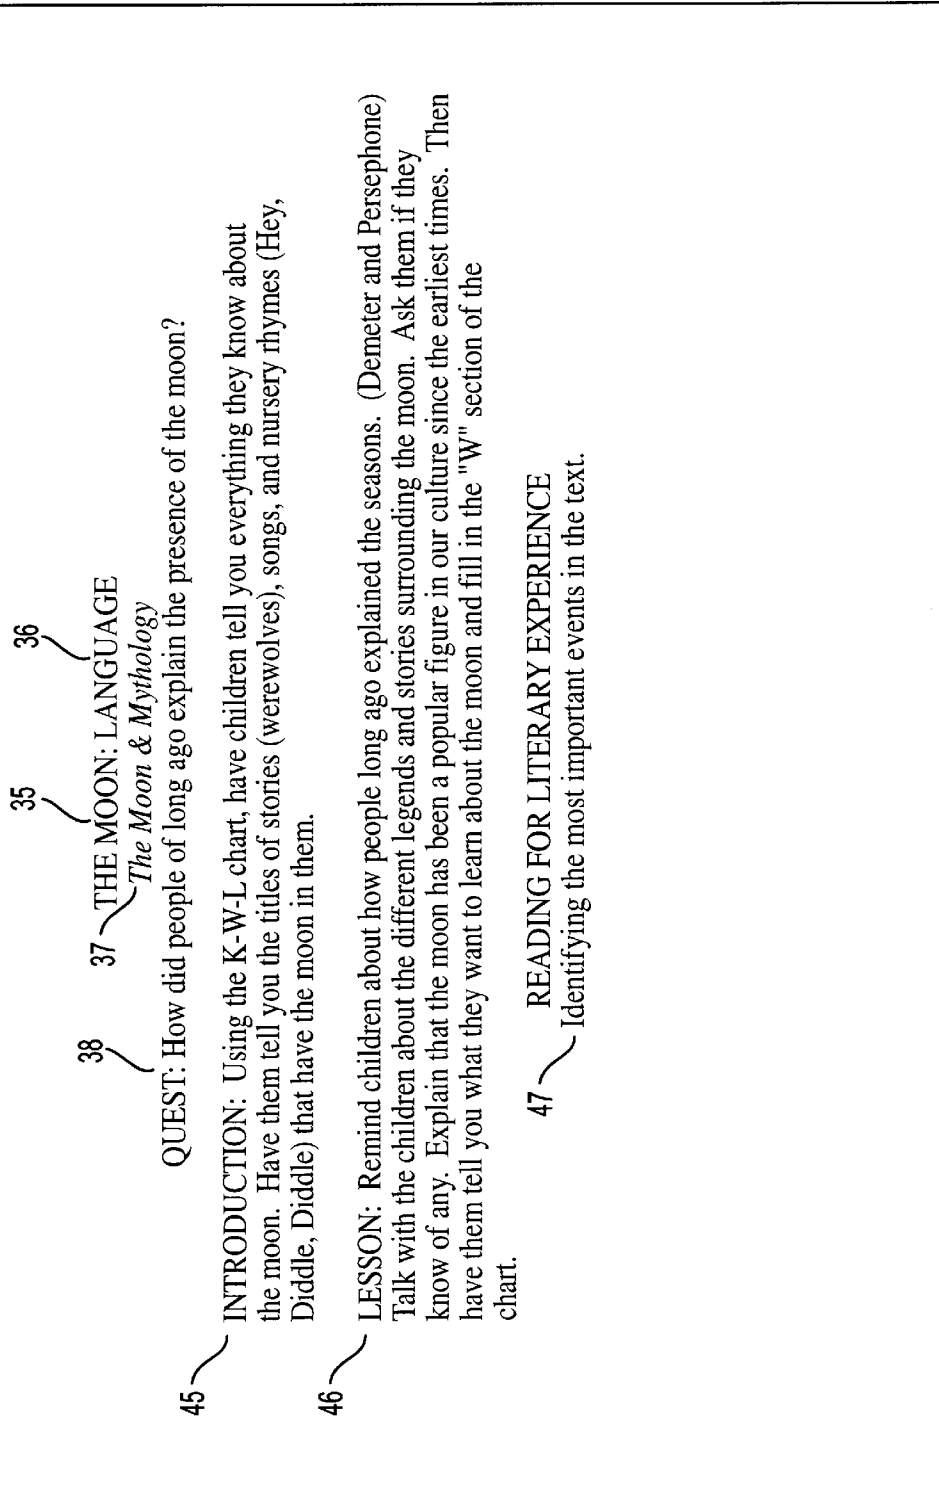 35 36
37 THE MOON: LANGUAGE
The Moon & Mythology
38
QUEST: How did people of long ago explain the presence of the moon?
45 INTRODUCTION: Using the K-W-L chart, have children tell you everything they know about
the moon. Have them tell you the titles of stories (werewolves), songs, and nursery rhymes (Hey,
Diddle, Diddle) that have the moon in them.
46 LESSON: Remind children about how people long ago explained the seasons. (Demeter and Persephone)
Talk with the children about the different legends and stories surrounding the moon. Ask them if they
know of any. Explain that the moon has been a popular figure in our culture since the earliest times. Then
have them tell you what they want to learn about the moon and fill in the "W" section of the
chart.
READING FOR LITERARY EXPERIENCE
47 Identifying the most important events in the text.